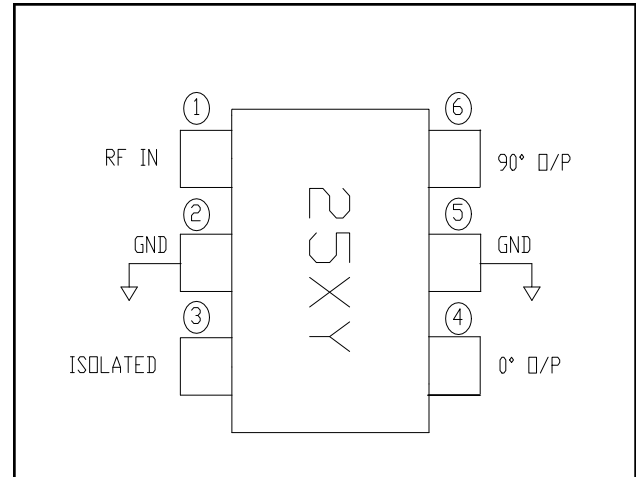 1
6
RF IN
90° O/P
2
5
GND
GND
25XY
3
4
ISOLATED
0° O/P